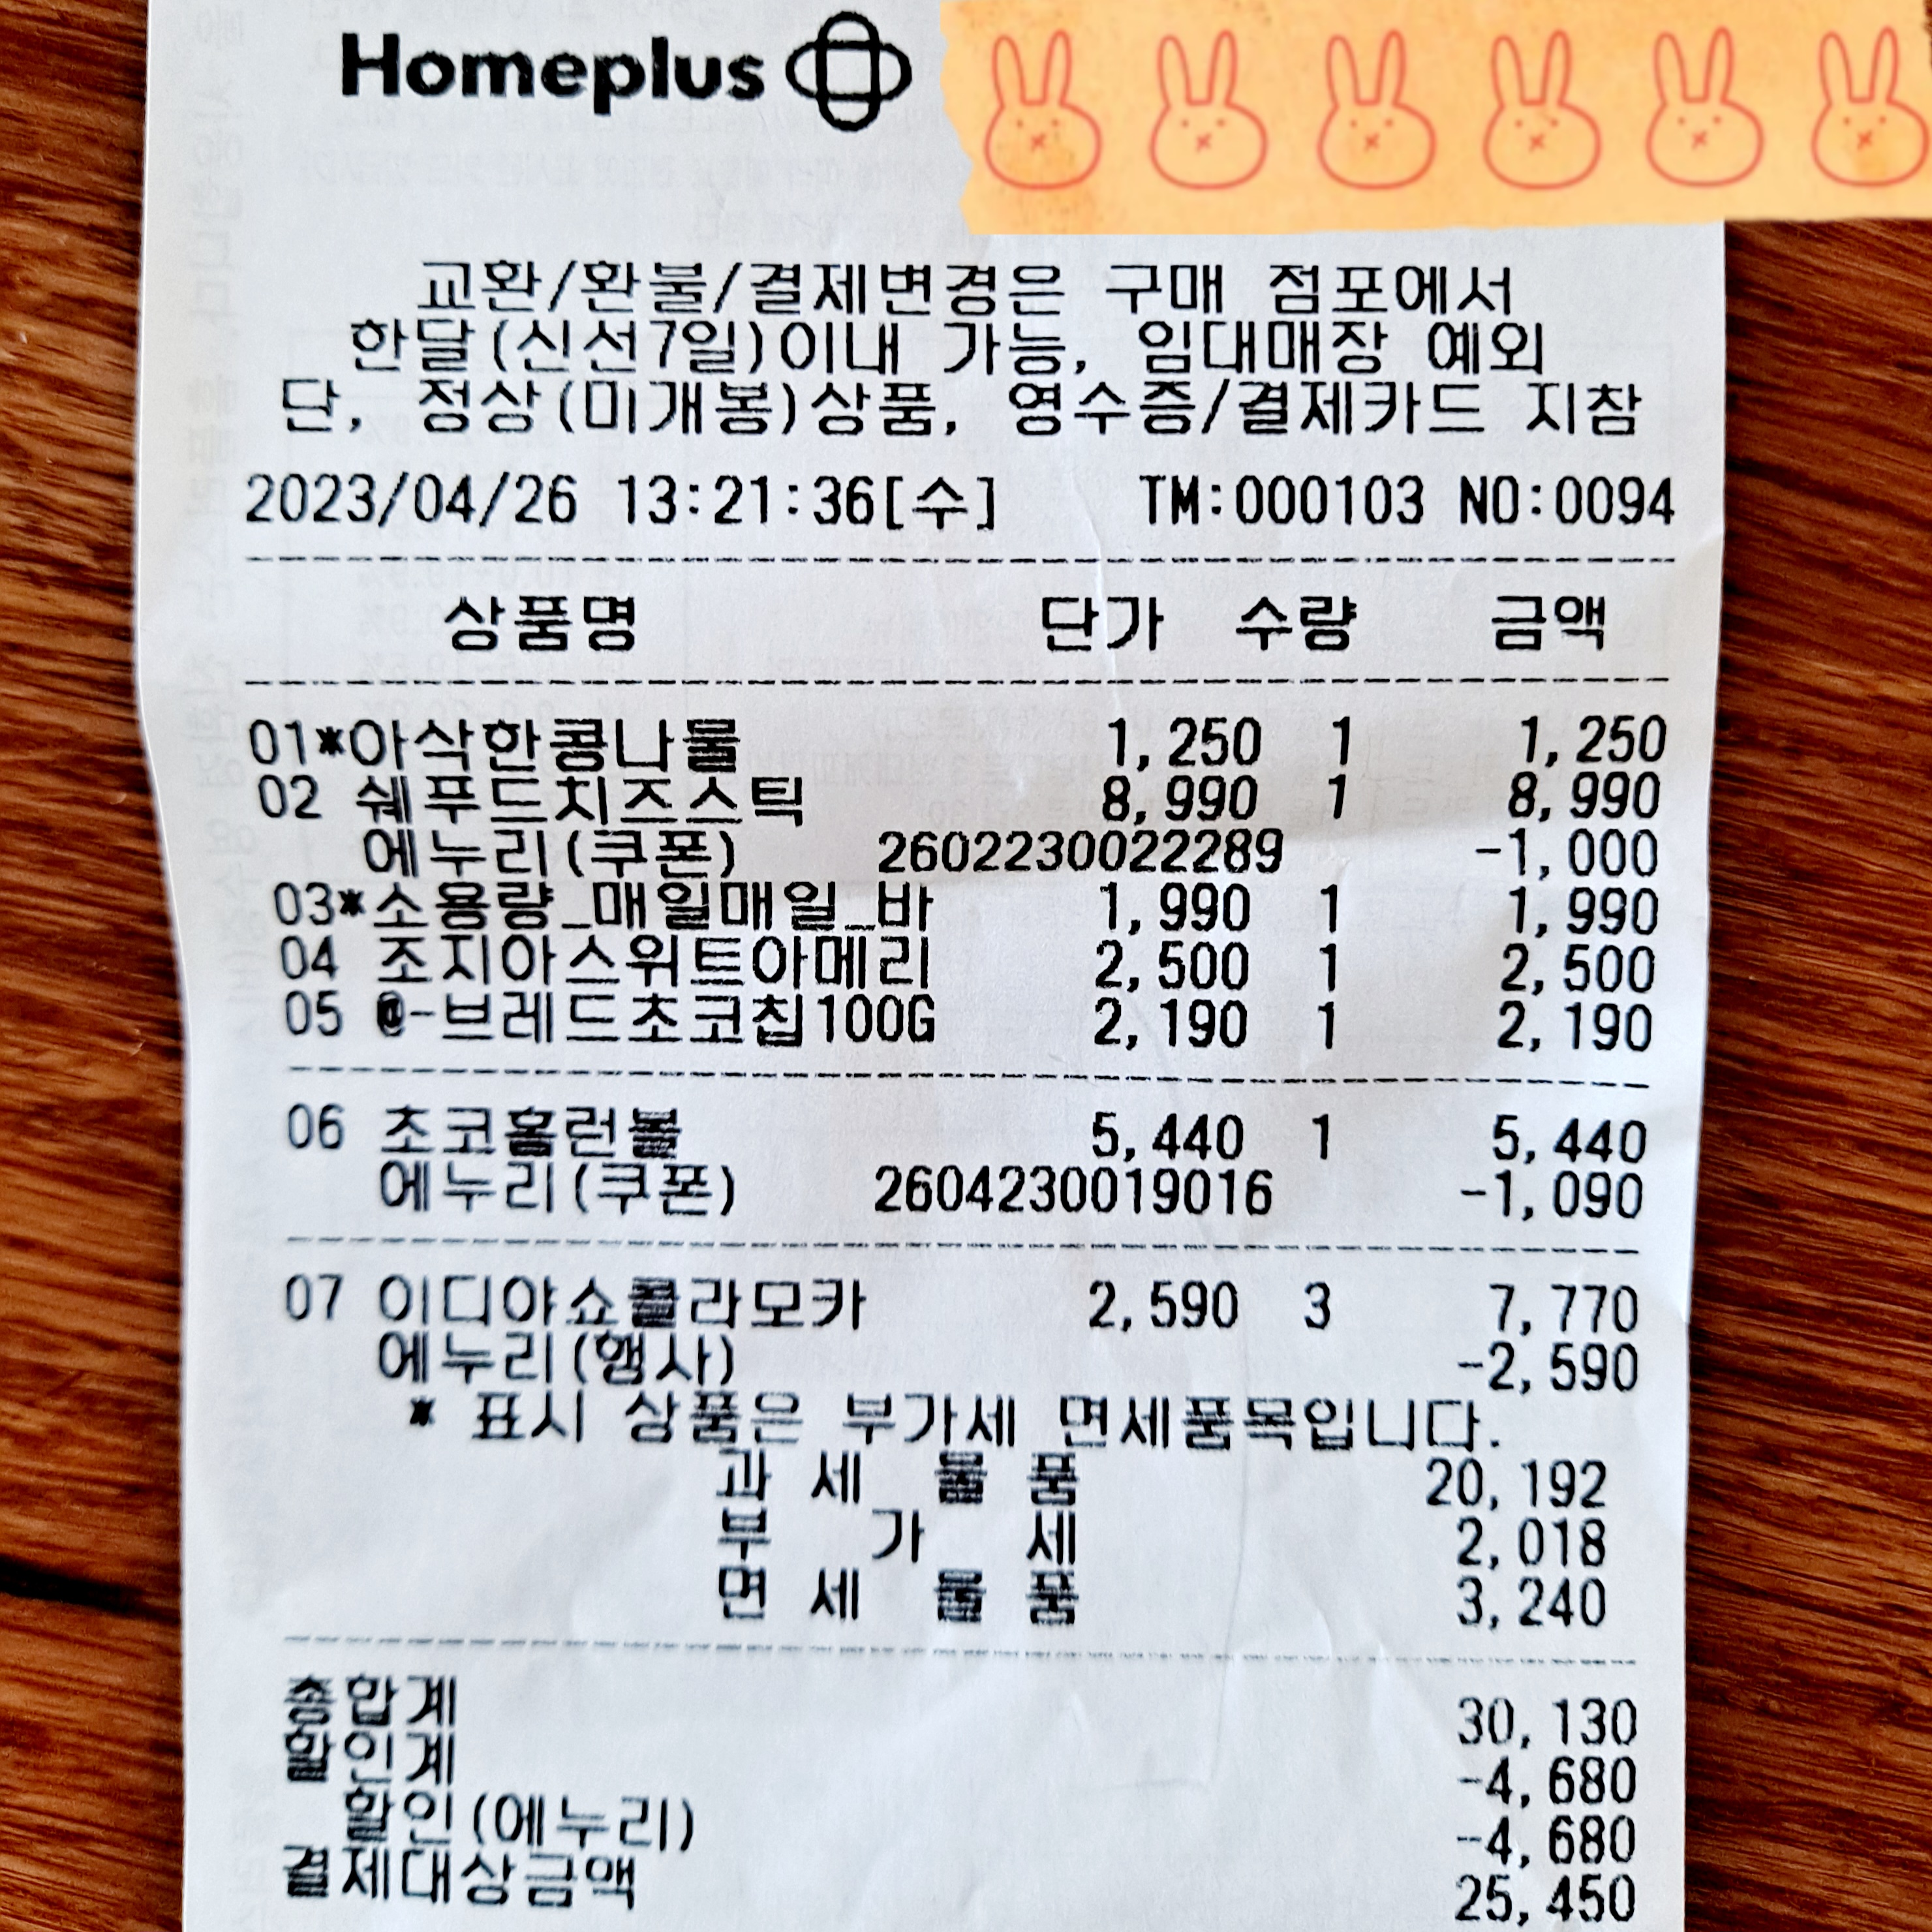 Homeplus
교환/환불/결제변경은 구매 점포에서
한달(신선7일)이내 가능, 임대매장 예외
단, 정상(미개봉)상품, 영수증/결제카드 지참
2023/04/26 13:21:36[수] TM:000103 NO:0094
상품명 단가 수량 금액
01*아삭한콩나물 1,250 1 1,250
02 쉐푸드치즈스틱 8,990 1 8,990
에누리(쿠폰) 2602230022289 -1,000
03*소용량_매일매일_바 1,990 1 1,990
04 조지아스위트아메리 2,500 1 2,500
05 @-브레드초코칩100G 2,190 1 2,190
06 초코홀런볼 5,440 1 5,440
에누리(쿠폰) 2604230019016 -1,090
07 이디야쇼콜라모카 2,590 3 7,770
에누리(행사) -2,590
* 표시 상품은 부가세 면세품목입니다.
과 세 물 품 20,192
부 가 세 2,018
면 세 물 품 3,240
총합계 30,130
할인계 -4,680
할인(에누리) -4,680
결제대상금액 25,450